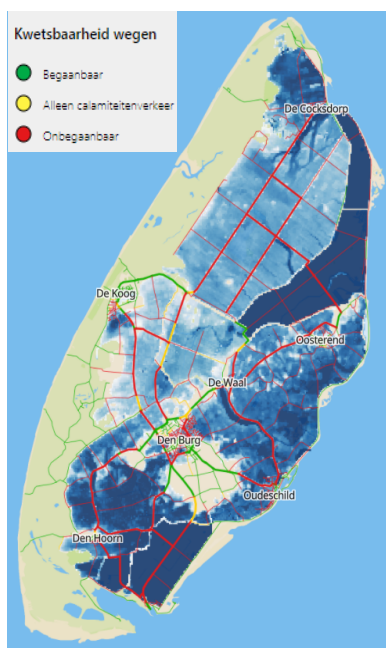 Kwetsbaarheid wegen
Begaanbaar
Alleen calamiteitenverkeer
Onbegaanbaar
De Cocksdorp
De Koog
Oosterend
De Waal
Den Burg
Oudeschild
Den Hoorn